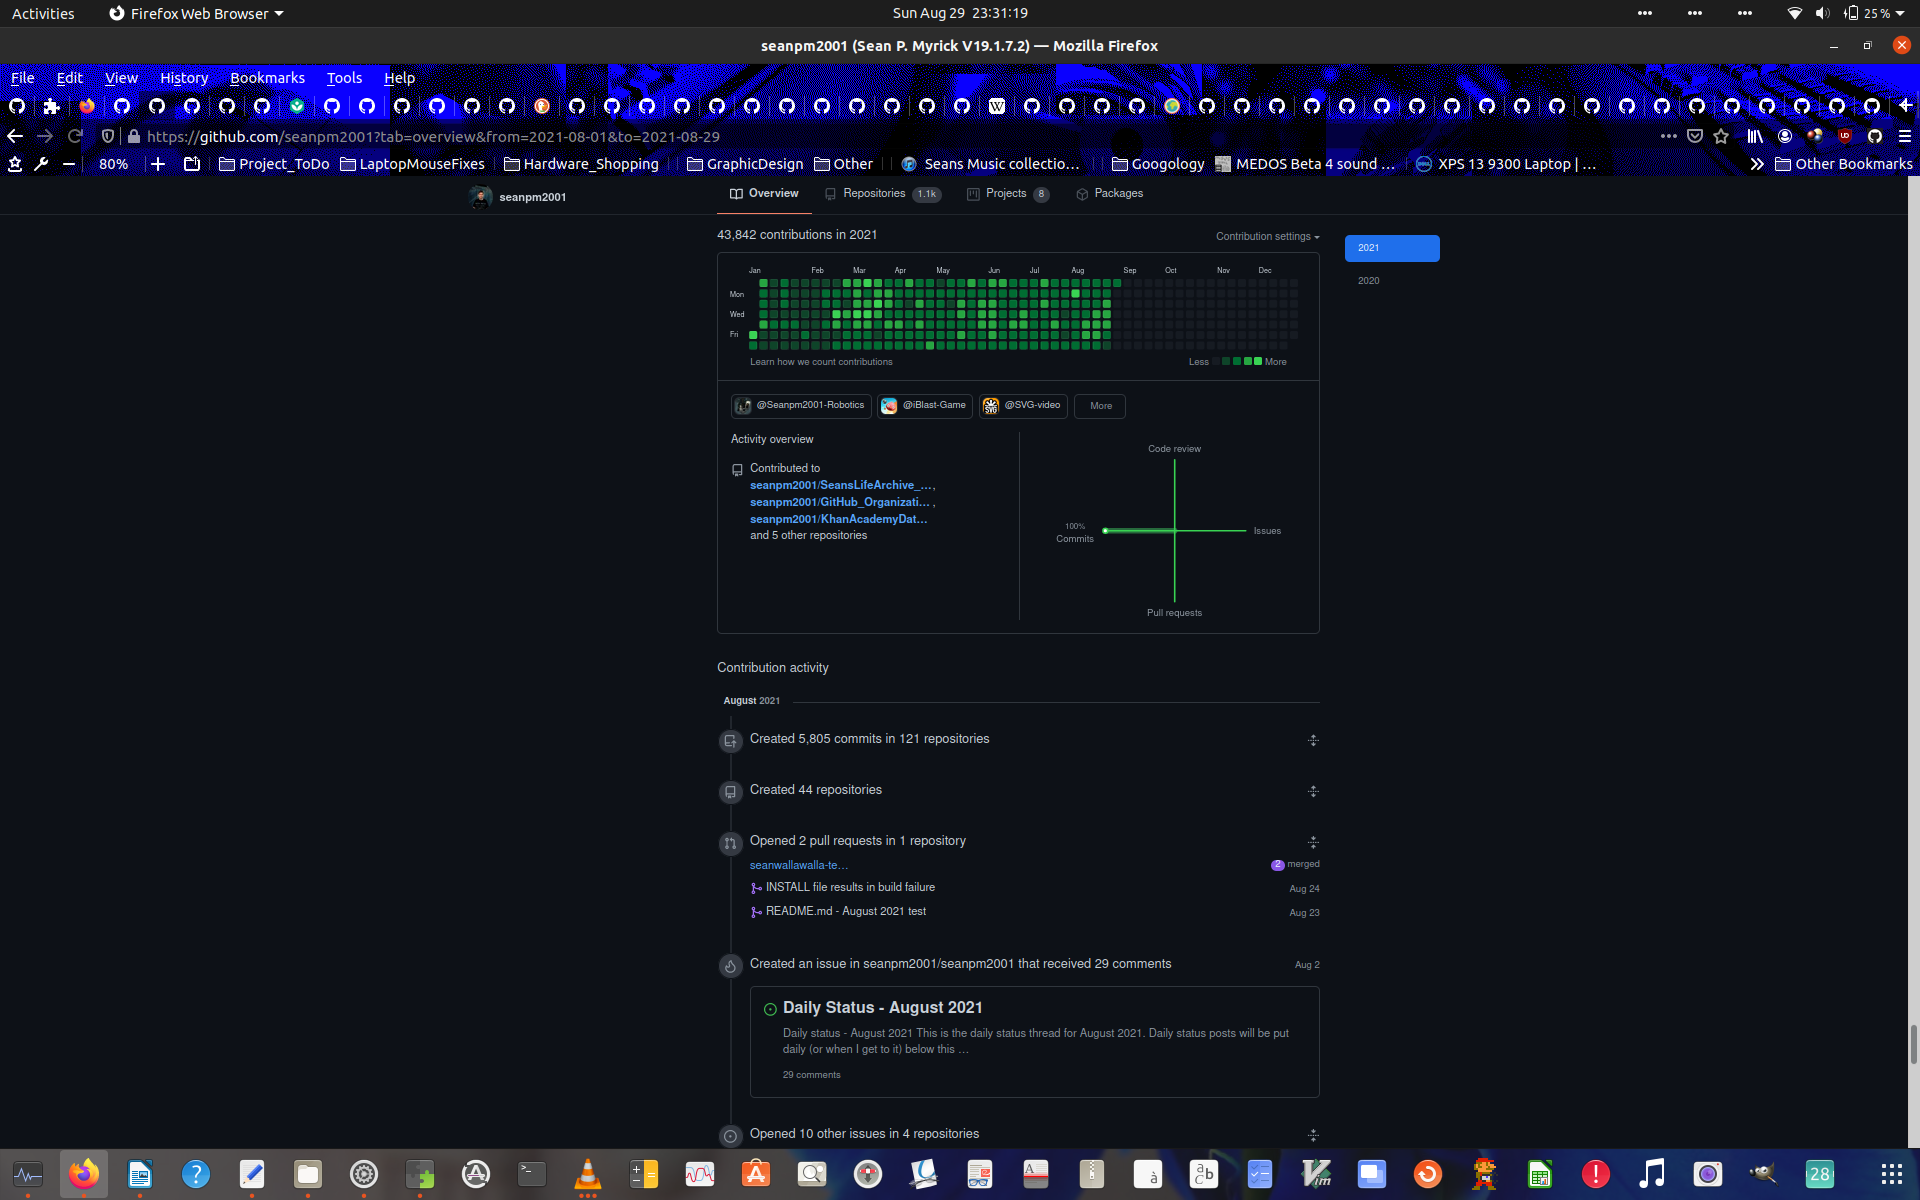 Activities
Firefox Web Browser
Sun Aug 29 23:31:19
25 %
seanpm2001 (Sean P. Myrick V19.1.7.2) — Mozilla Firefox
File Edit View History Bookmarks Tools Help
https://github.com/seanpm2001?tab=overview&from=2021-08-01&to=2021-08-29
80%
Project_ToDo
LaptopMouseFixes
Hardware_Shopping
GraphicDesign
Other
Seans Music collectio…
Googology
MEDOS Beta 4 sound …
XPS 13 9300 Laptop | …
Other Bookmarks
seanpm2001
Overview
Repositories 1.1k
Projects 8
Packages
43,842 contributions in 2021
Contribution settings
2021
2020
Jan Feb Mar Apr May Jun Jul Aug Sep Oct Nov Dec
Mon
Wed
Fri
Learn how we count contributions
Less More
@Seanpm2001-Robotics
@iBlast-Game
@SVG-video
More
Activity overview
Contributed to
seanpm2001/SeansLifeArchive_… ,
seanpm2001/GitHub_Organizati… ,
seanpm2001/KhanAcademyDat…
and 5 other repositories
Code review
100%
Commits
Issues
Pull requests
Contribution activity
August 2021
Created 5,805 commits in 121 repositories
Created 44 repositories
Opened 2 pull requests in 1 repository
seanwallawalla-te…
2 merged
INSTALL file results in build failure
Aug 24
README.md - August 2021 test
Aug 23
Created an issue in seanpm2001/seanpm2001 that received 29 comments
Aug 2
Daily Status - August 2021
Daily status - August 2021 This is the daily status thread for August 2021. Daily status posts will be put
daily (or when I get to it) below this …
29 comments
Opened 10 other issues in 4 repositories
28